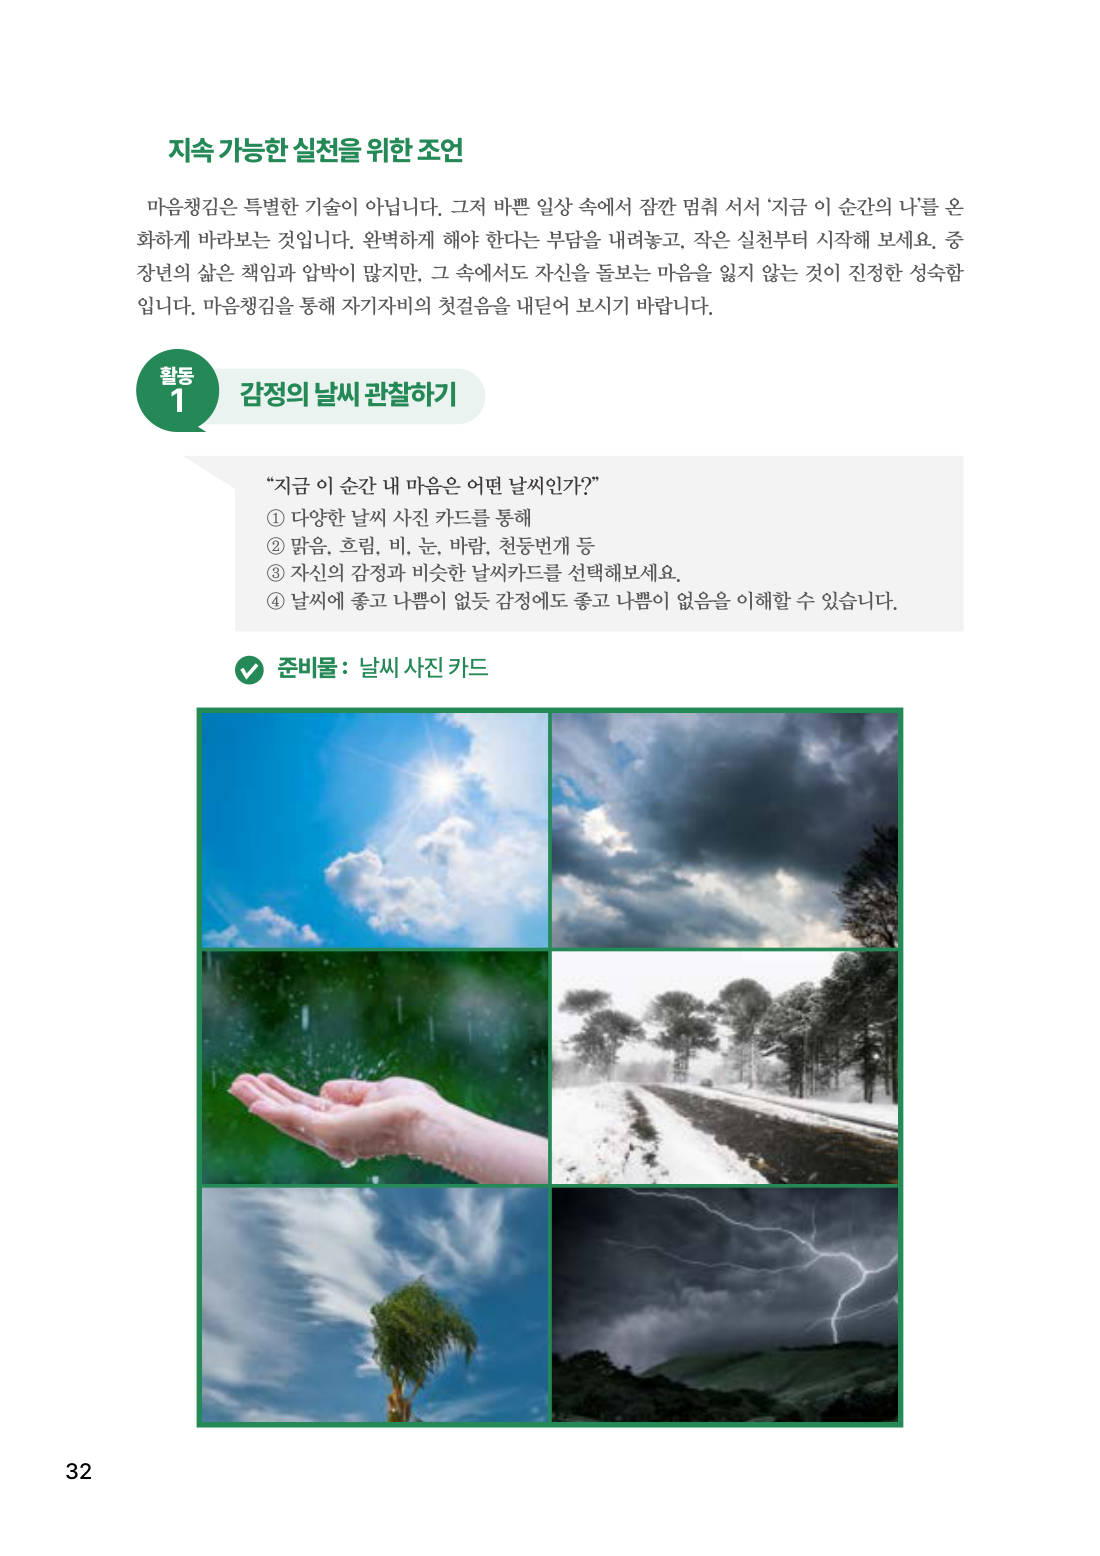 지속 가능한 실천을 위한 조언
마음챙김은 특별한 기술이 아닙니다. 그저 바쁜 일상 속에서 잠깐 멈춰 서서 ‘지금 이 순간의 나’를 온
화하게 바라보는 것입니다. 완벽하게 해야 한다는 부담을 내려놓고, 작은 실천부터 시작해 보세요. 중
장년의 삶은 책임과 압박이 많지만, 그 속에서도 자신을 돌보는 마음을 잃지 않는 것이 진정한 성숙함
입니다. 마음챙김을 통해 자기자비의 첫걸음을 내딛어 보시기 바랍니다.
활동
1
감정의 날씨 관찰하기
“지금 이 순간 내 마음은 어떤 날씨인가?”
① 다양한 날씨 사진 카드를 통해
② 맑음, 흐림, 비, 눈, 바람, 천둥번개 등
③ 자신의 감정과 비슷한 날씨카드를 선택해보세요.
④ 날씨에 좋고 나쁨이 없듯 감정에도 좋고 나쁨이 없음을 이해할 수 있습니다.
준비물 : 날씨 사진 카드
32